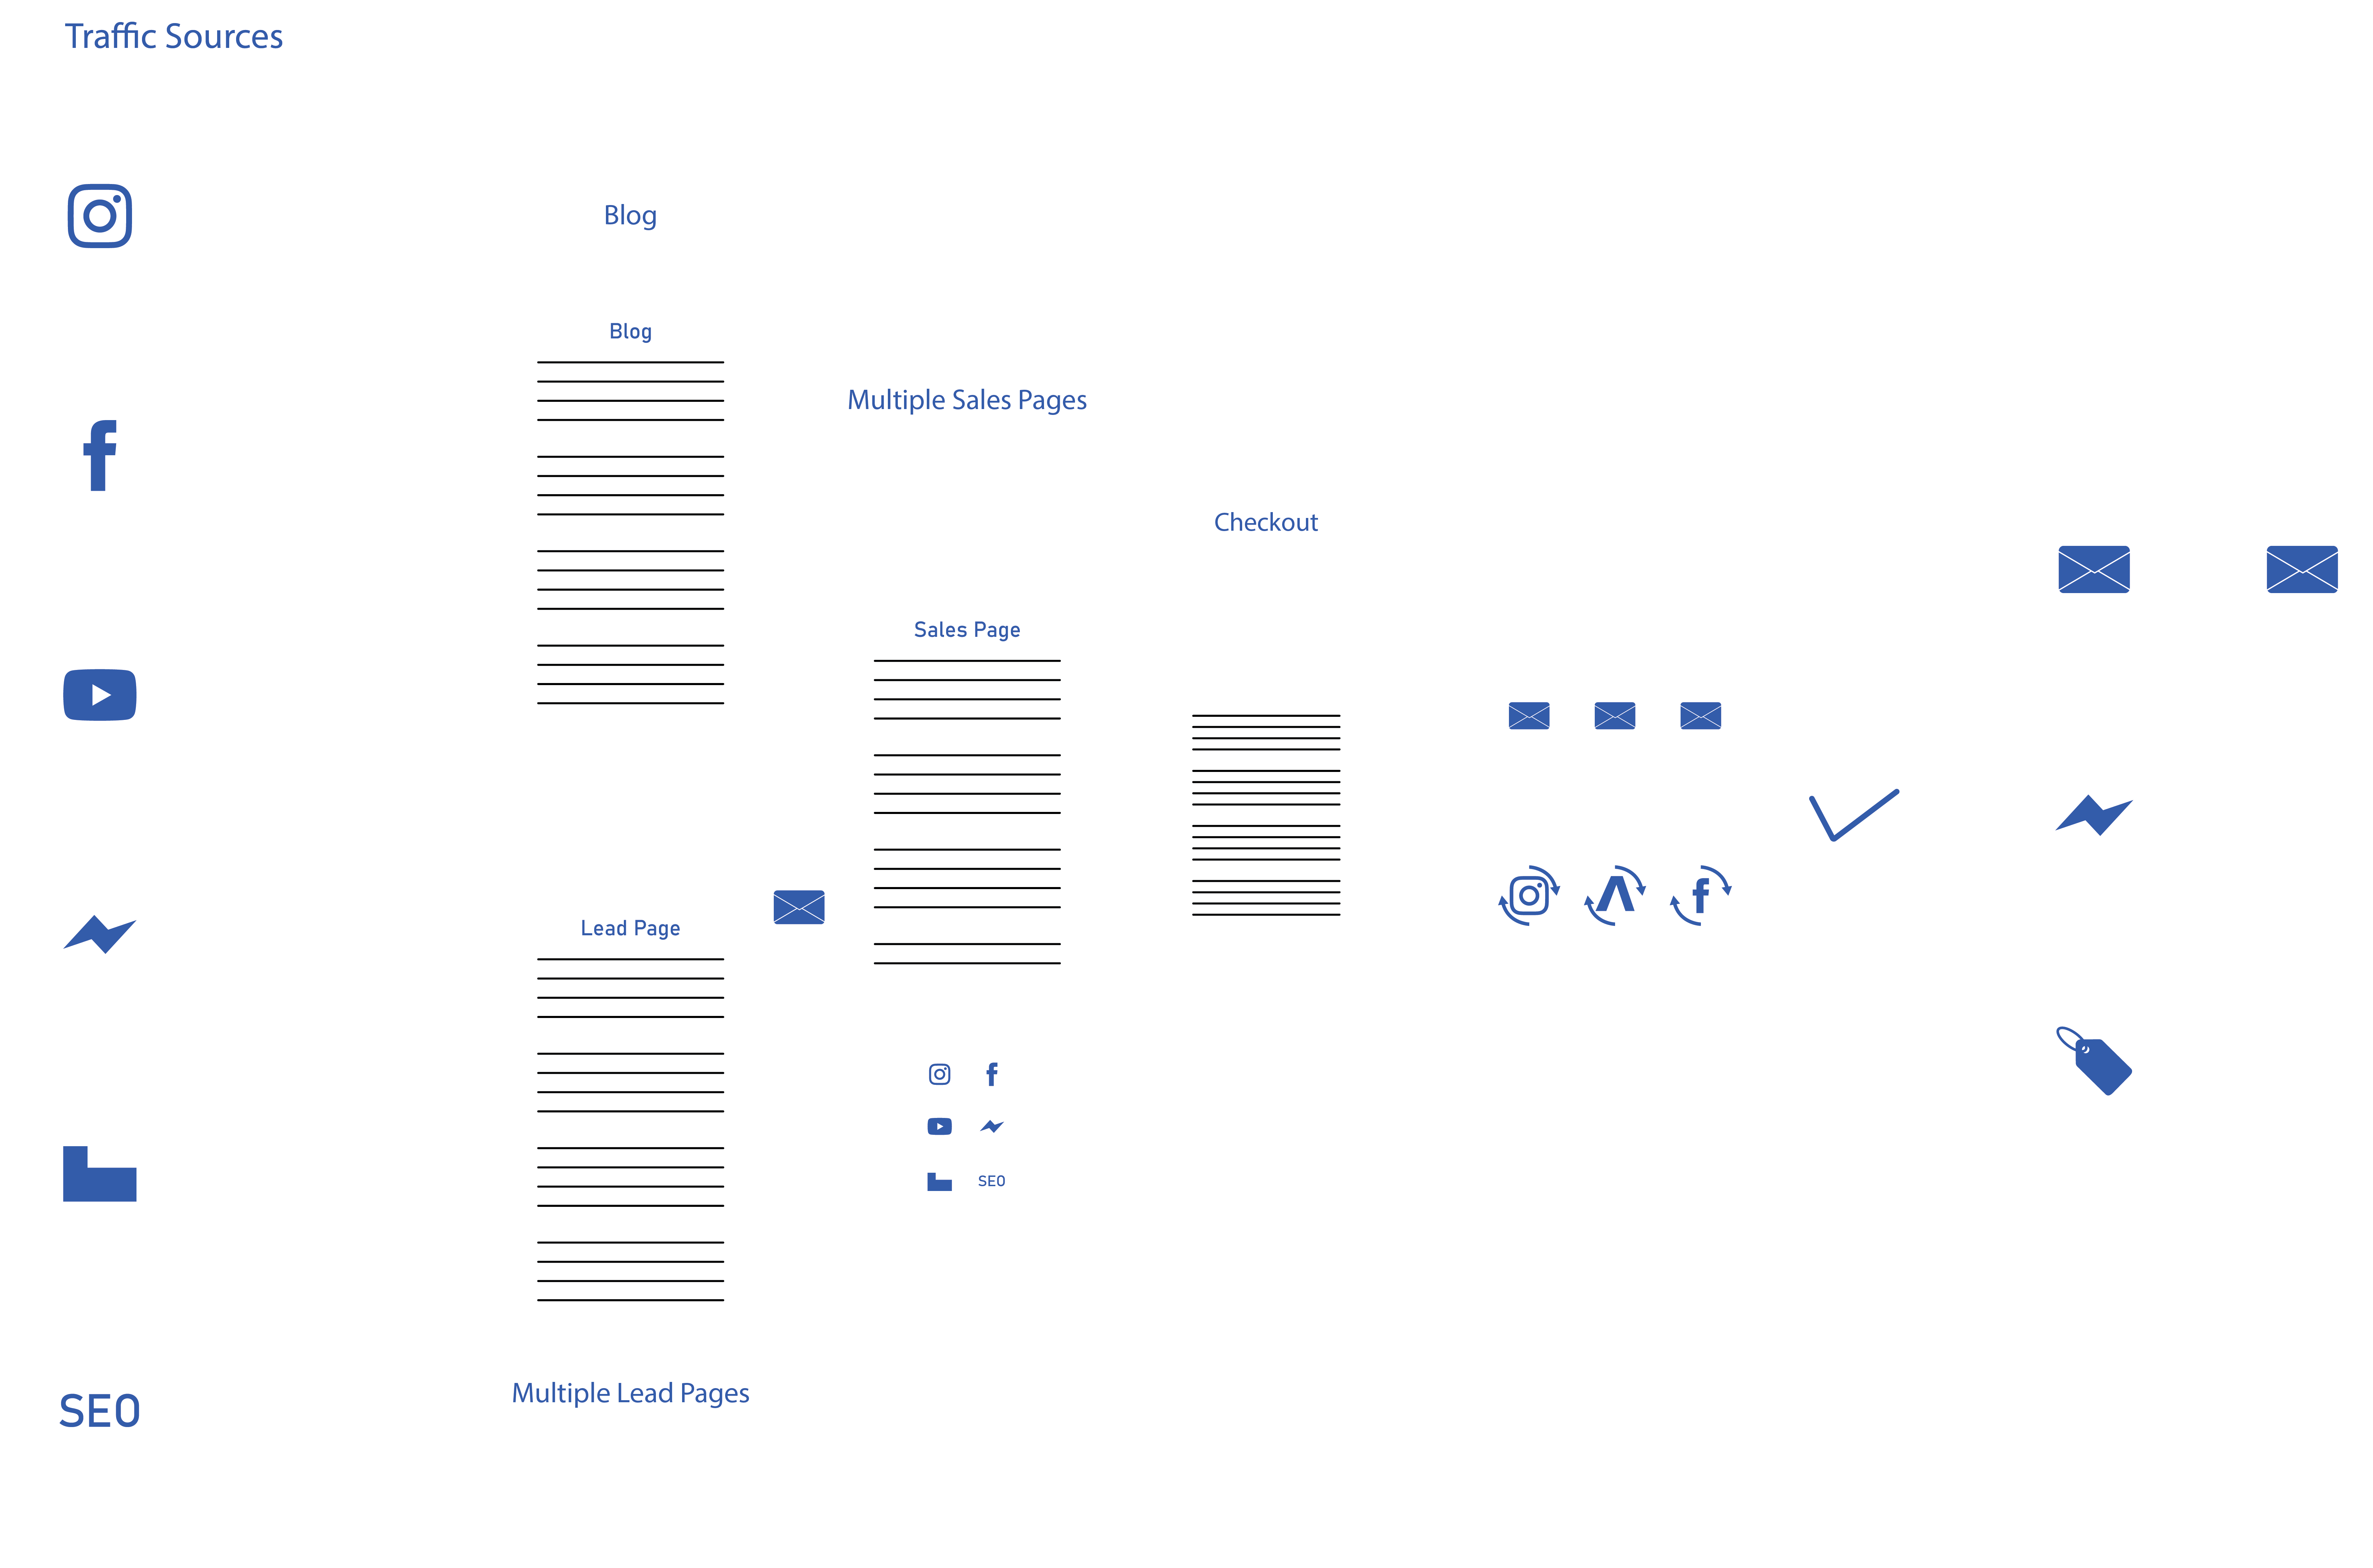 Traffic Sources
Blog
Blog
Multiple Sales Pages
Checkout
Sales Page
Lead Page
SEO
Multiple Lead Pages
SEO